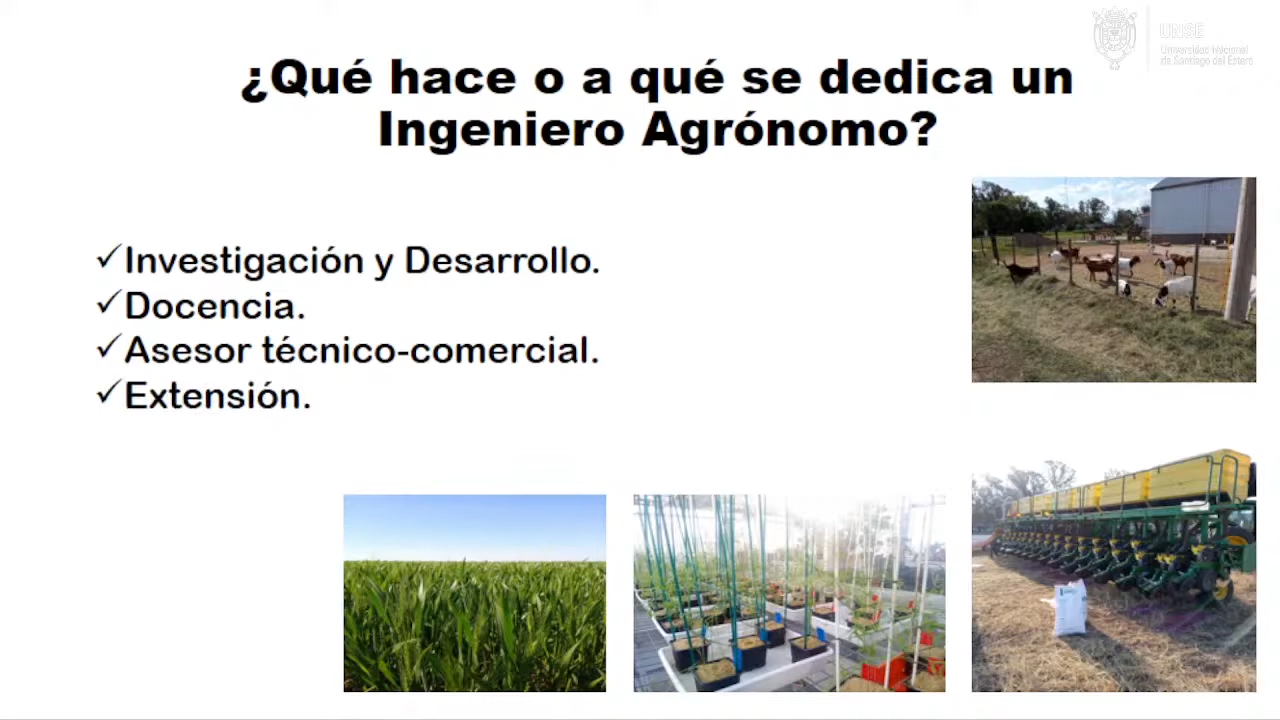 UNSE
Universidad Nacional
de Santiago del Estero
¿Qué hace o a qué se dedica un
Ingeniero Agrónomo?
✓Investigación y Desarrollo.
✓Docencia.
✓Asesor técnico-comercial.
✓Extensión.